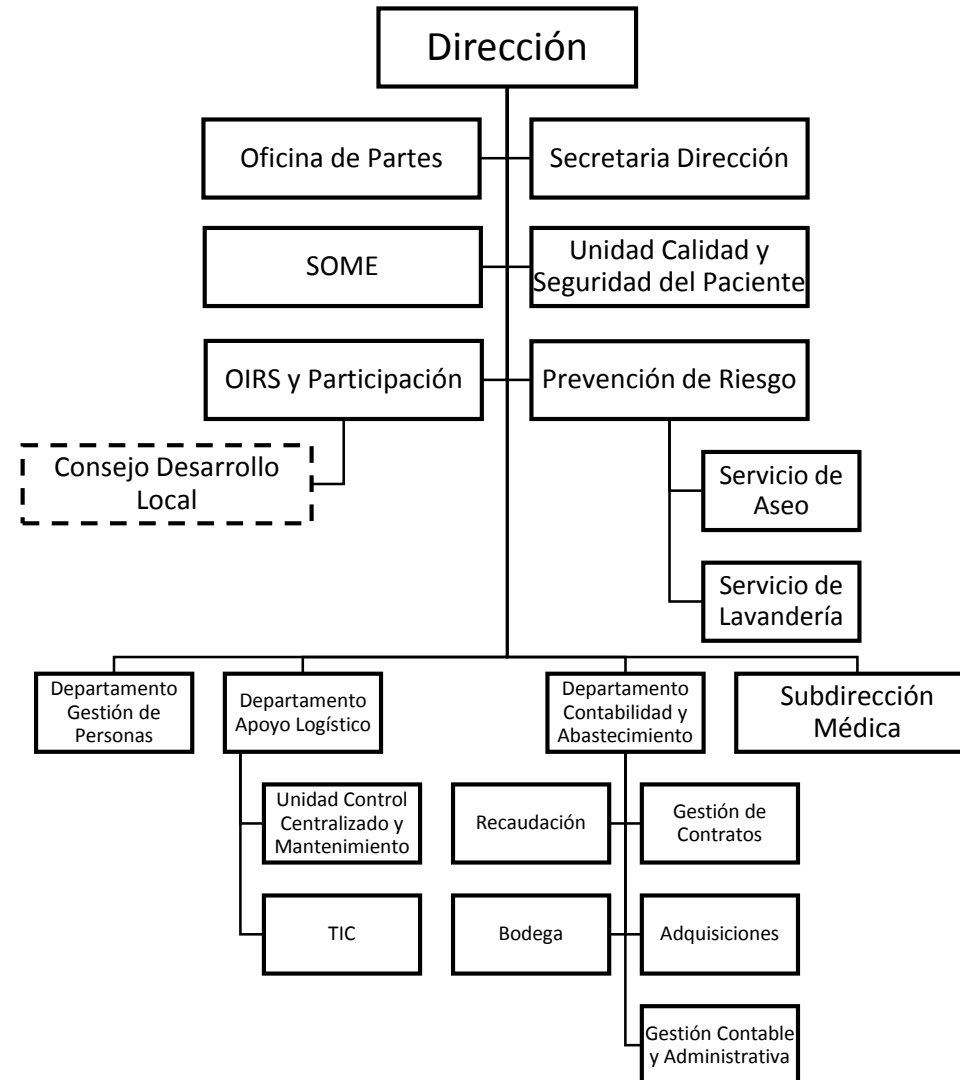 Dirección
Oficina de Partes
Secretaria Dirección
SOME
Unidad Calidad y
Seguridad del Paciente
OIRS y Participación
Prevención de Riesgo
Consejo Desarrollo
Local
Servicio de
Aseo
Servicio de
Lavandería
Departamento
Gestión de
Personas
Departamento
Apoyo Logístico
Departamento
Contabilidad y
Abastecimiento
Subdirección
Médica
Unidad Control
Centralizado y
Mantenimiento
Recaudación
Gestión de
Contratos
TIC
Bodega
Adquisiciones
Gestión Contable
y Administrativa